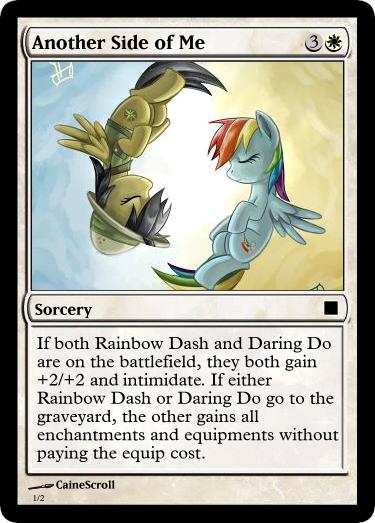 Another Side of Me 3
Sorcery
If both Rainbow Dash and Daring Do
are on the battlefield, they both gain
+2/+2 and intimidate. If either
Rainbow Dash or Daring Do go to the
graveyard, the other gains all
enchantments and equipments without
paying the equip cost.
CaineScroll
1/2